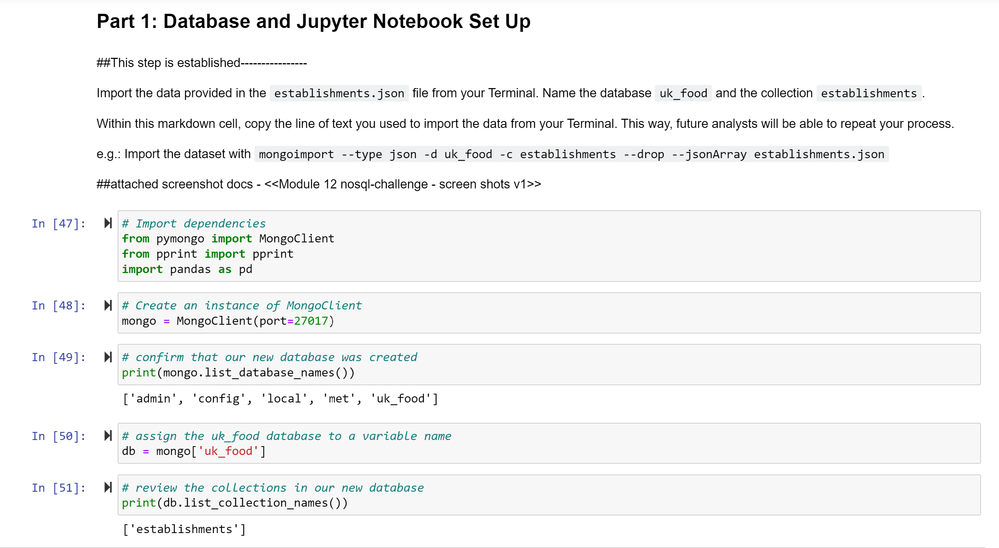 Part 1: Database and Jupyter Notebook Set Up
##This step is established----------------
Import the data provided in the establishments.json file from your Terminal. Name the database uk_food and the collection establishments .
Within this markdown cell, copy the line of text you used to import the data from your Terminal. This way, future analysts will be able to repeat your process.
e.g.: Import the dataset with mongoimport --type json -d uk_food -c establishments --drop --jsonArray establishments.json
##attached screenshot docs - <<Module 12 nosql-challenge - screen shots v1>>
In [47]: # Import dependencies
from pymongo import MongoClient
from pprint import pprint
import pandas as pd
In [48]: # Create an instance of MongoClient
mongo = MongoClient(port=27017)
In [49]: # confirm that our new database was created
print(mongo.list_database_names())
['admin', 'config', 'local', 'met', 'uk_food']
In [50]: # assign the uk_food database to a variable name
db = mongo['uk_food']
In [51]: # review the collections in our new database
print(db.list_collection_names())
['establishments']